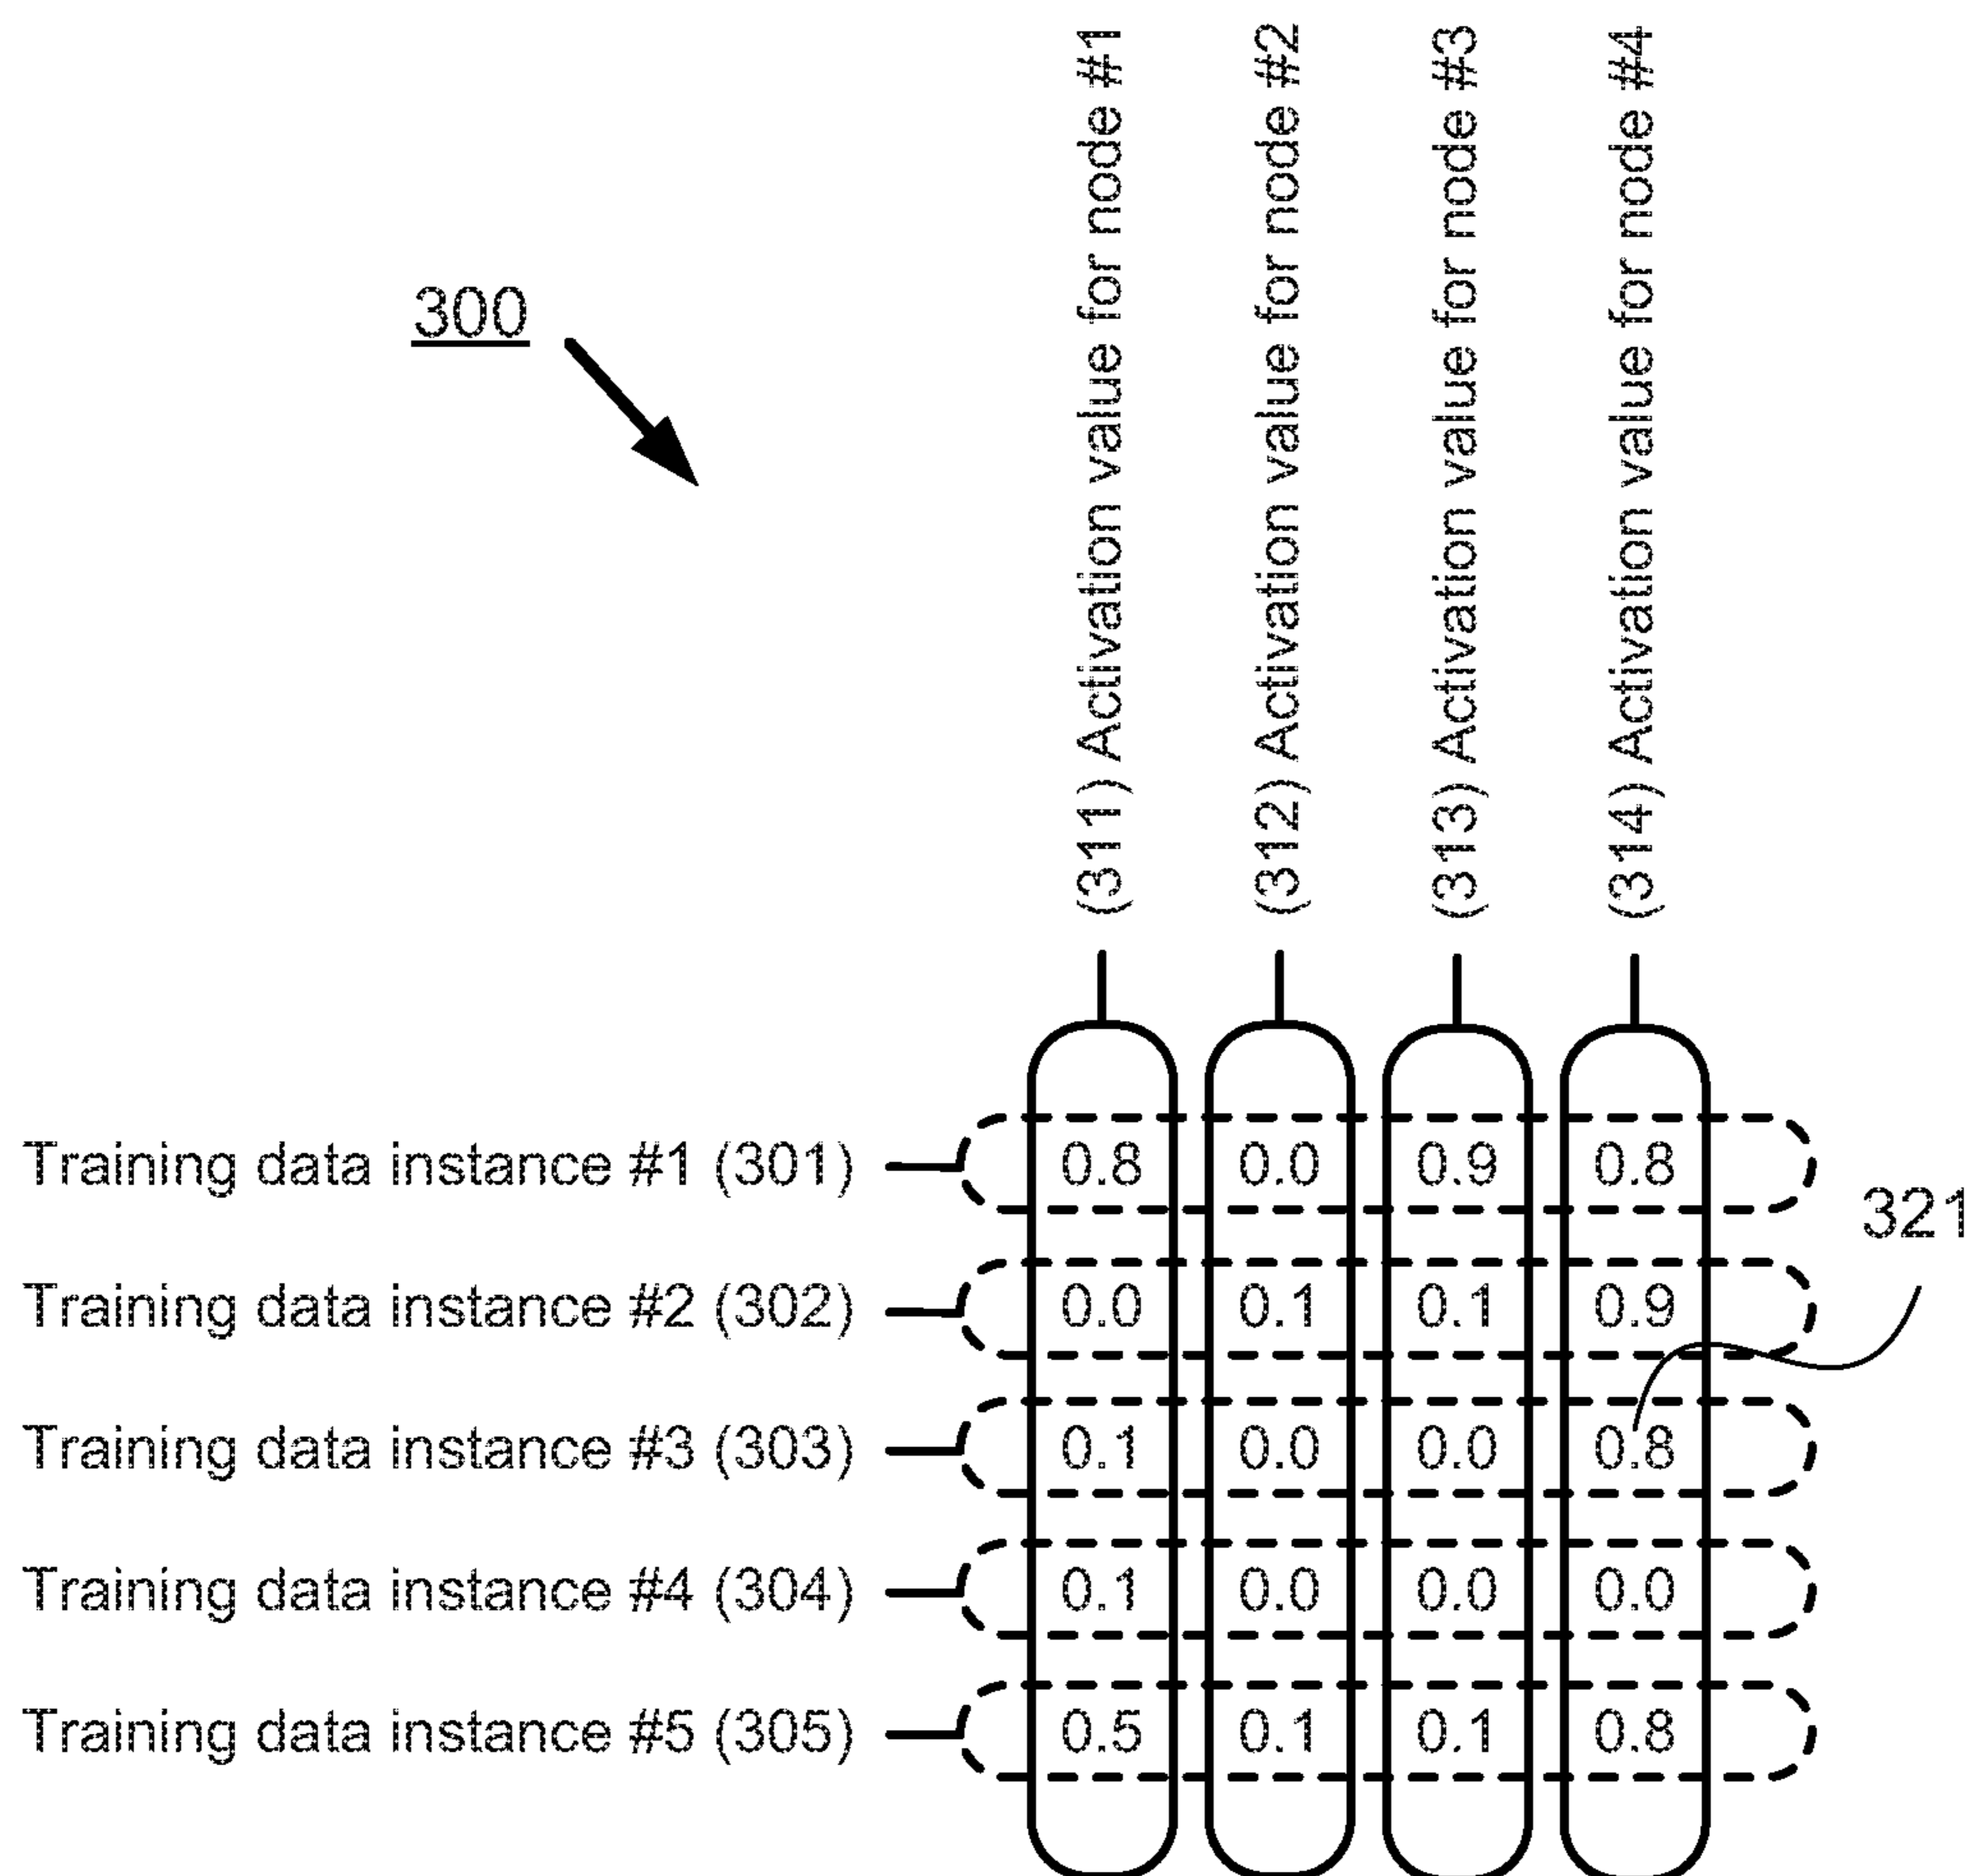 (311) Activation value for node #1
(312) Activation value for node #2
(313) Activation value for node #3
(314) Activation value for node #4
300
Training data instance #1 (301) 0.8 0.0 0.9 0.8
321
Training data instance #2 (302) 0.0 0.1 0.1 0.9
Training data instance #3 (303) 0.1 0.0 0.0 0.8
Training data instance #4 (304) 0.1 0.0 0.0 0.0
Training data instance #5 (305) 0.5 0.1 0.1 0.8